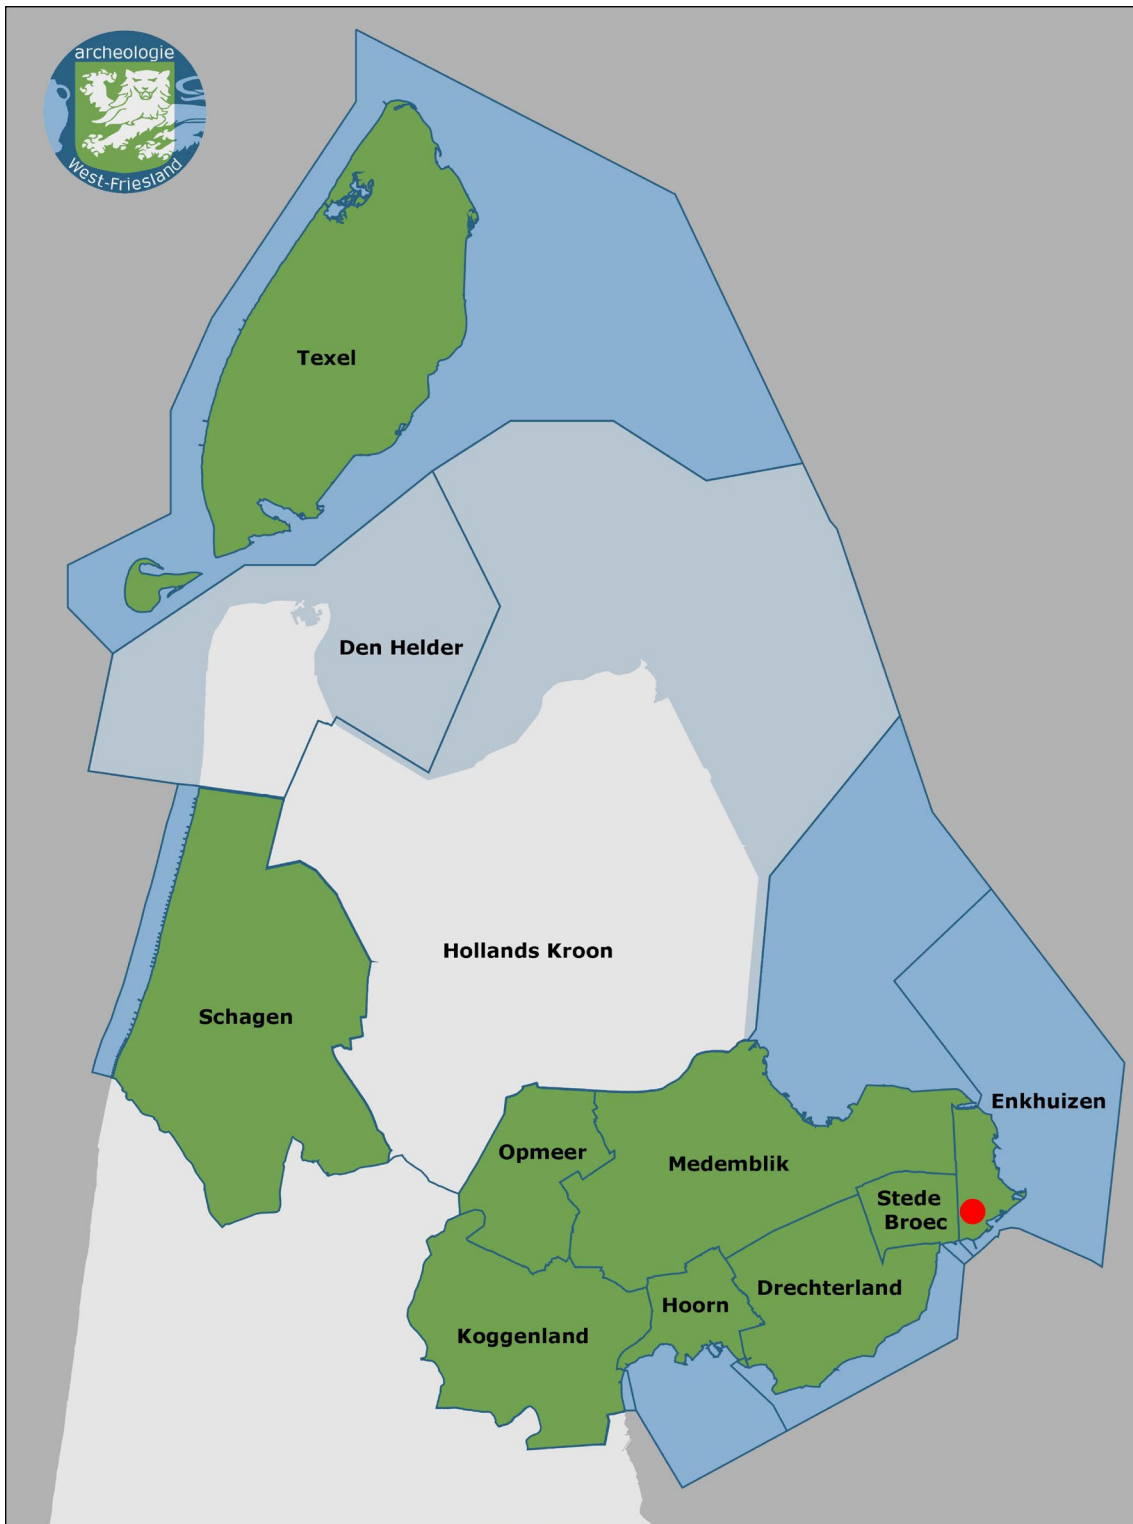 archeologie
West-Friesland
Texel
Den Helder
Hollands Kroon
Schagen
Enkhuizen
Opmeer
Medemblik
Stede
Broec
Drechterland
Hoorn
Koggenland